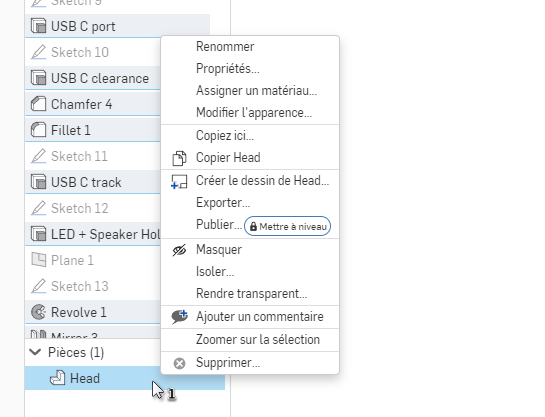 Sketch 9
USB C port
Sketch 10
USB C clearance
Chamfer 4
Fillet 1
Sketch 11
USB C track
Sketch 12
LED + Speaker Hol
Plane 1
Sketch 13
Revolve 1
Mirror 3
Pièces (1)
Head
1
Renommer
Propriétés...
Assigner un matériau...
Modifier l'apparence...
Copiez ici...
Copier Head
Créer le dessin de Head...
Exporter...
Publier... Mettre à niveau
Masquer
Isoler...
Rendre transparent...
Ajouter un commentaire
Zoomer sur la sélection
Supprimer...